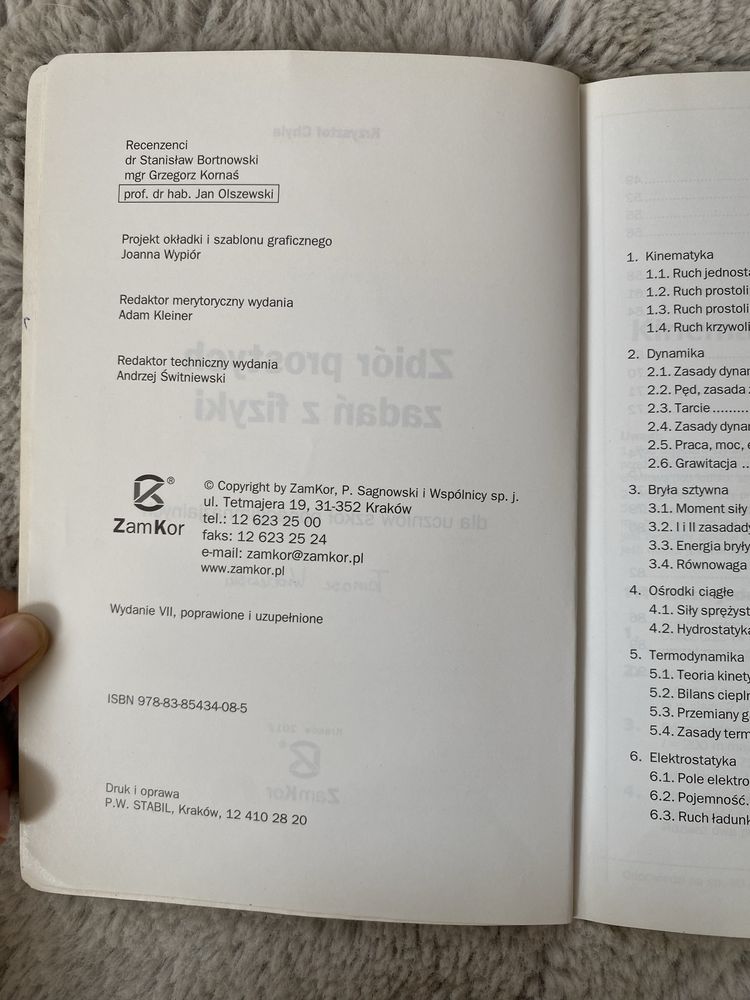 Recenzenci
dr Stanisław Bortnowski
mgr Grzegorz Kornaś
prof. dr hab. Jan Olszewski
Projekt okładki i szablonu graficznego
Joanna Wypiór
Redaktor merytoryczny wydania
Adam Kleiner
Redaktor techniczny wydania
Andrzej Świtniewski
ZamKor
© Copyright by ZamKor, P. Sagnowski i Wspólnicy sp. j.
ul. Tetmajera 19, 31-352 Kraków
tel.: 12 623 25 00
faks: 12 623 25 24
e-mail: zamkor@zamkor.pl
www.zamkor.pl
Wydanie VII, poprawione i uzupełnione
ISBN 978-83-85434-08-5
Druk i oprawa
P.W. STABIL, Kraków, 12 410 28 20
1. Kinematyka
1.1. Ruch jednosta
1.2. Ruch prostoli
1.3. Ruch prostoli
1.4. Ruch krzywoli
2. Dynamika
2.1. Zasady dynam
2.2. Pęd, zasada
2.3. Tarcie
2.4. Zasady dynam
2.5. Praca, moc, e
2.6. Grawitacja
3. Bryła sztywna
3.1. Moment siły
3.2. I i II zasadady
3.3. Energia bryły
3.4. Równowaga
4. Ośrodki ciągłe
4.1. Siły sprężyst
4.2. Hydrostatyka
5. Termodynamika
5.1. Teoria kinety
5.2. Bilans ciepln
5.3. Przemiany g
5.4. Zasady term
6. Elektrostatyka
6.1. Pole elektro
6.2. Pojemność.
6.3. Ruch ładunk